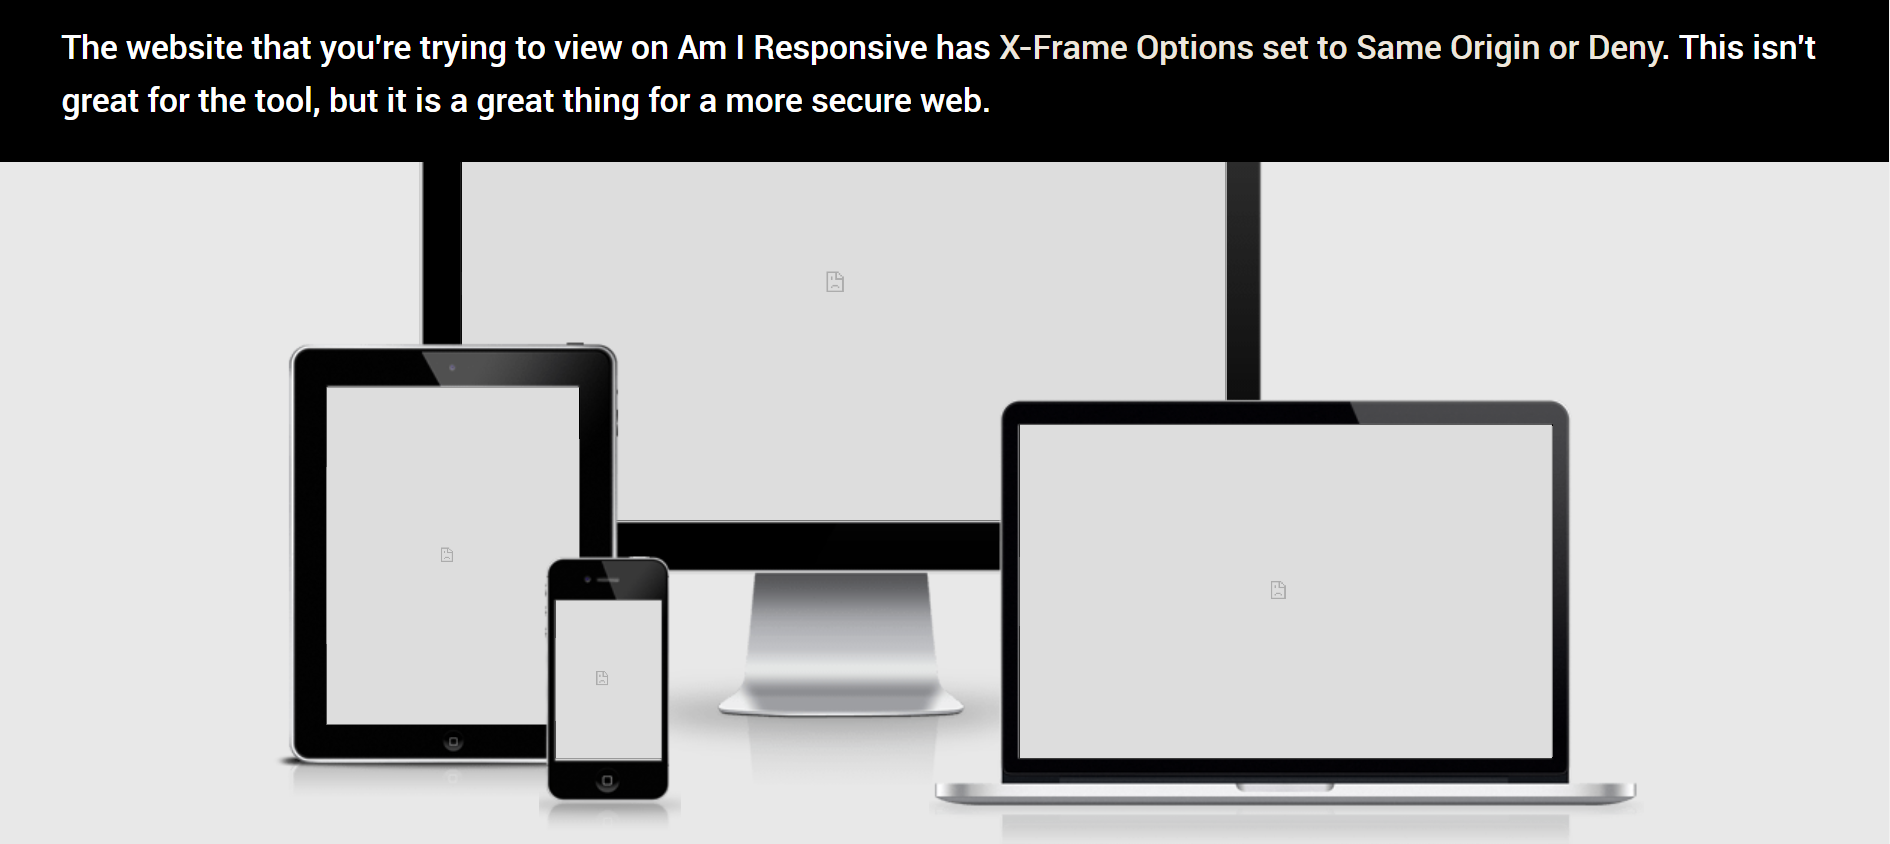 The website that you're trying to view on Am I Responsive has X-Frame Options set to Same Origin or Deny. This isn't
great for the tool, but it is a great thing for a more secure web.